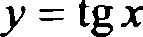 y = tg x